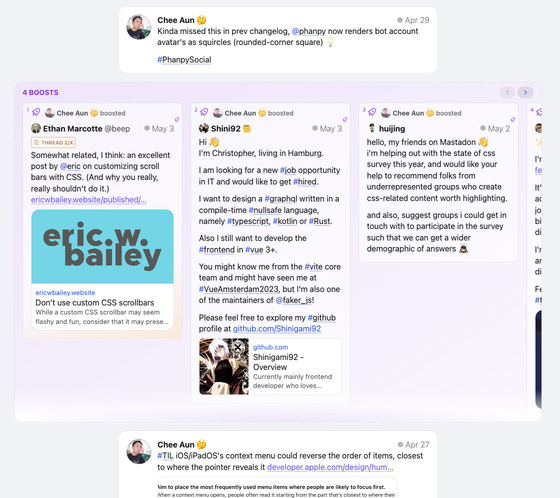 Chee Aun 🤔 Apr 29
Kinda missed this in prev changelog, @phanpy now renders bot account
avatar's as squircles (rounded-corner square) 💡
#PhanpySocial
4 BOOSTS
1 Chee Aun 🤔 boosted
Ethan Marcotte @beep May 3
THREAD 2/X
Somewhat related, I think: an excellent
post by @eric on customizing scroll
bars with CSS. (And why you really,
really shouldn't do it.)
ericwbailey.website/published/...
eric.w.
bailey
ericwbailey.website
Don't use custom CSS scrollbars
While a custom CSS scrollbar may seem
flashy and fun, consider that it may prese...
2 Chee Aun 🤔 boosted
Shini92 May 3
Hi 👋
I'm Christopher, living in Hamburg.
I am looking for a new #job opportunity
in IT and would like to get #hired.
I want to design a #graphql written in a
compile-time #nullsafe language,
namely #typescript, #kotlin or #Rust.
Also I still want to develop the
#frontend in #vue 3+.
You might know me from the #vite core
team and might have seen me at
#VueAmsterdam2023, but I'm also one
of the maintainers of @faker_js!
Please feel free to explore my #github
profile at github.com/Shinigami92
github.com
Shinigami92 -
Overview
Currently mainly frontend
developer who loves...
3 Chee Aun 🤔 boosted
huijing May 2
hello, my friends on Mastodon 👋
i'm helping out with the state of css
survey this year, and would like your
help to recommend folks from
underrepresented groups who create
css-related content worth highlighting.
and also, suggest groups i could get in
touch with to participate in the survey
such that we can get a wider
demographic of answers
4
Chee Aun 🤔 Apr 27
#TIL iOS/iPadOS's context menu could reverse the order of items, closest
to where the pointer reveals it developer.apple.com/design/hum...
Aim to place the most frequently used menu items where people are likely to focus first.
When a context menu opens, people often read it starting from the part that's closest to where their